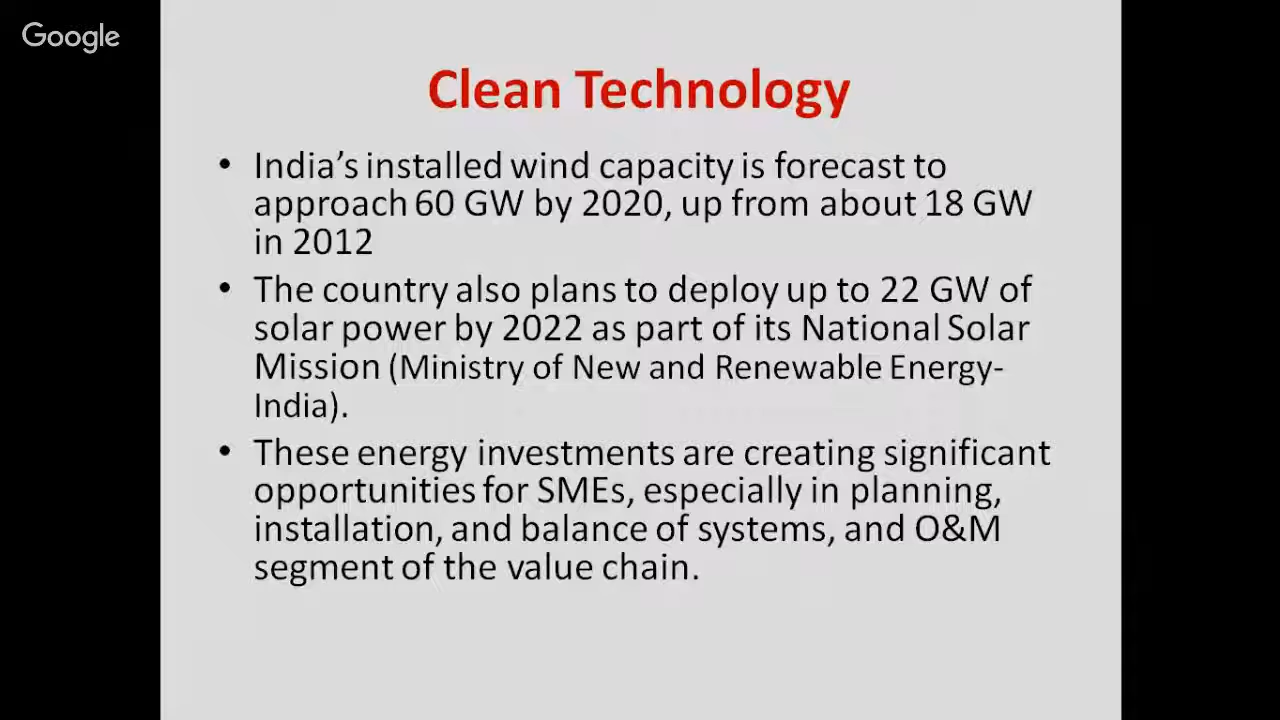 Google
Clean Technology
• India’s installed wind capacity is forecast to
approach 60 GW by 2020, up from about 18 GW
in 2012
• The country also plans to deploy up to 22 GW of
solar power by 2022 as part of its National Solar
Mission (Ministry of New and Renewable Energy-
India).
• These energy investments are creating significant
opportunities for SMEs, especially in planning,
installation, and balance of systems, and O&M
segment of the value chain.